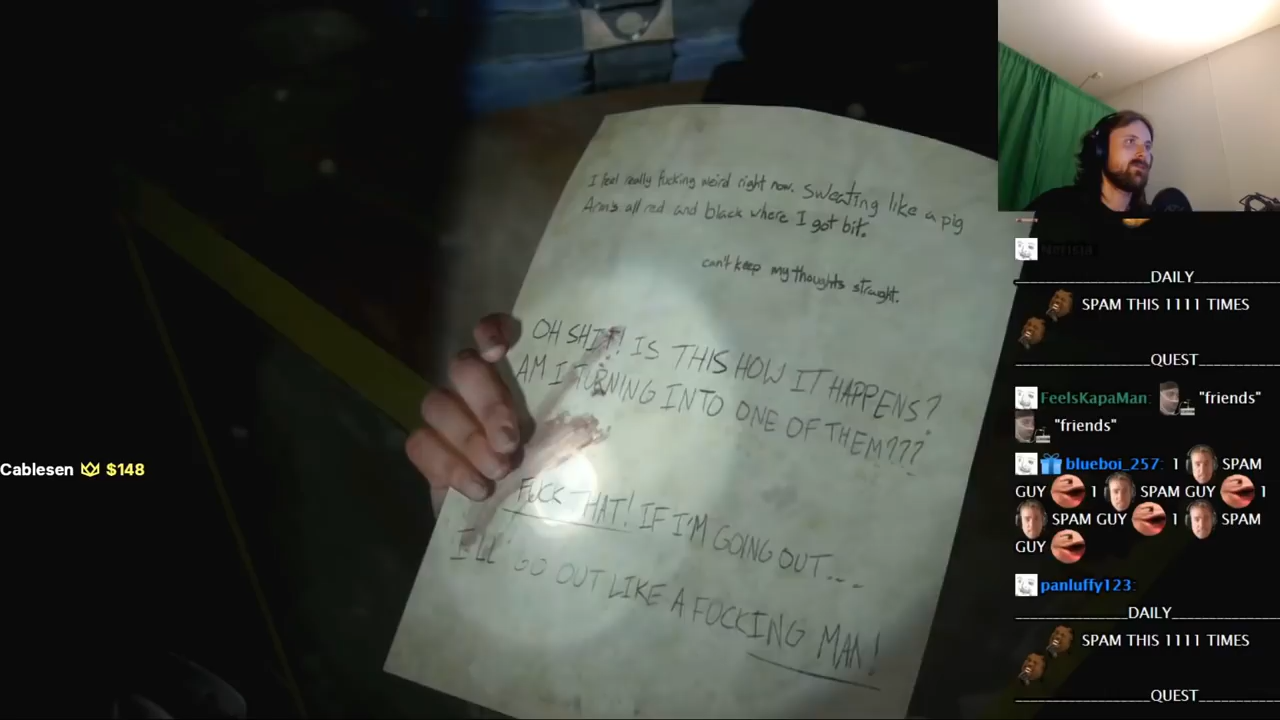 I feel really fucking weird right now. sweating like a pig
Arm's all red and black where I got bit.
can't keep my thoughts straight.
OH SHIT! IS THIS HOW IT HAPPENS?
AM I TURNING INTO ONE OF THEM???
FUCK THAT! IF I'M GOING OUT...
I'LL GO OUT LIKE A FOCKING MAN!
Cablesen $148
DAILY
SPAM THIS 1111 TIMES
QUEST
FeelsKapaMan: "friends"
"friends"
blueboi_257: 1 SPAM
GUY 1 SPAM GUY 1
SPAM GUY 1 SPAM
GUY
panluffy123:
DAILY
SPAM THIS 1111 TIMES
QUEST